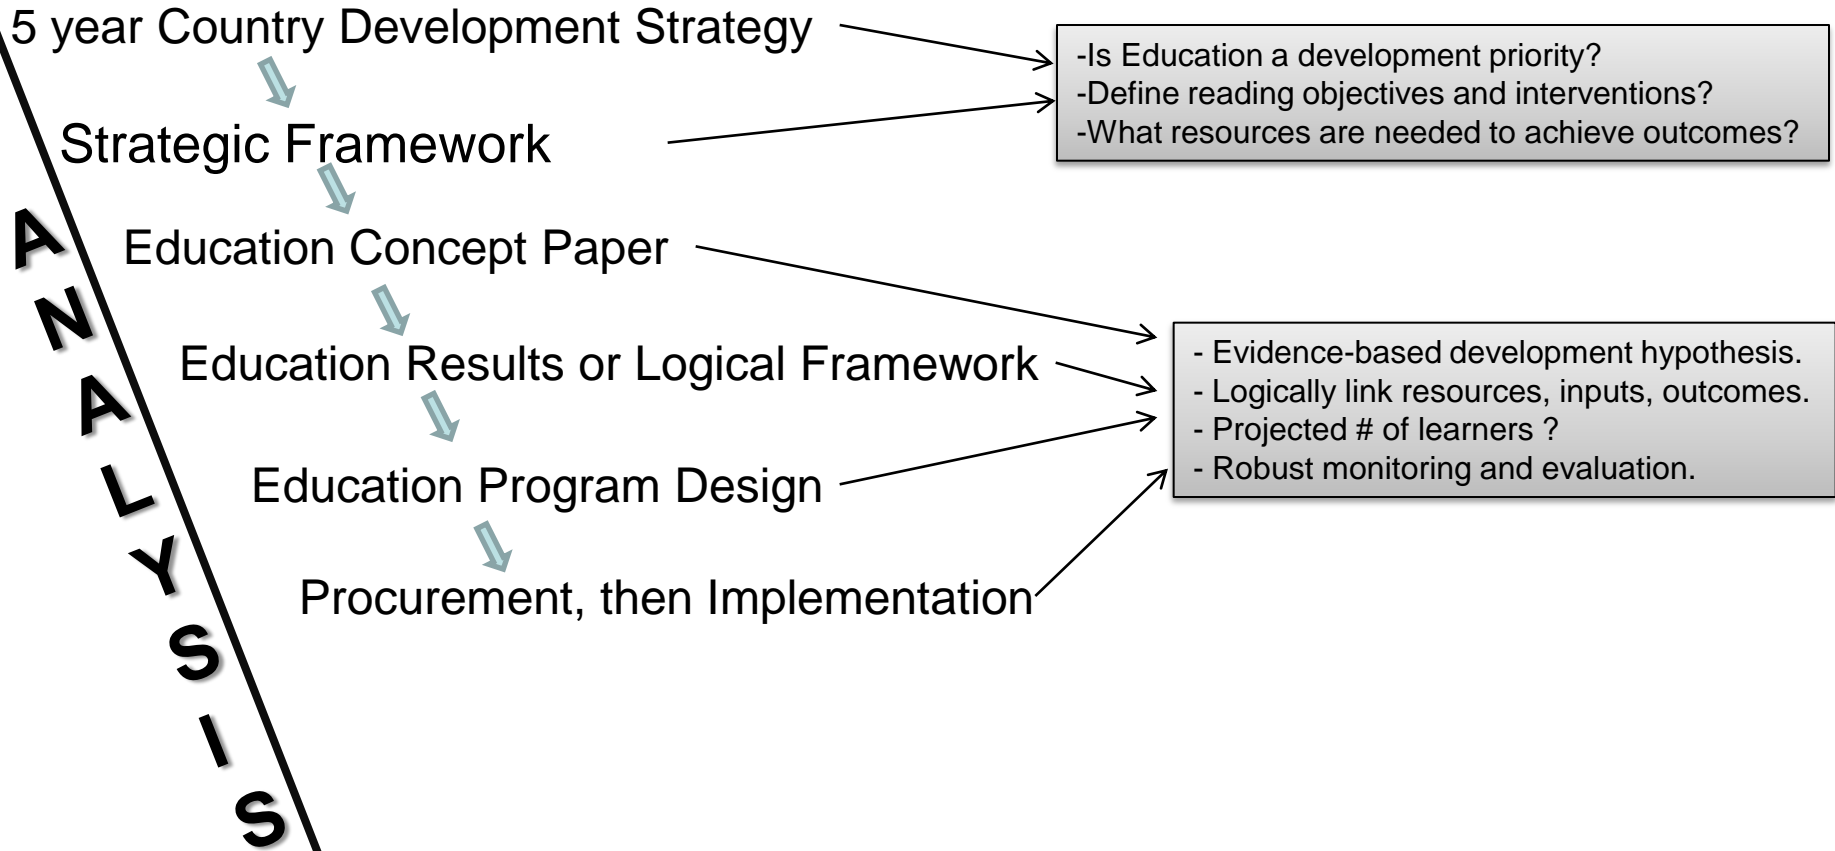 5 year Country Development Strategy
Strategic Framework
Education Concept Paper
Education Results or Logical Framework
Education Program Design
Procurement, then Implementation
-Is Education a development priority?
-Define reading objectives and interventions?
-What resources are needed to achieve outcomes?
- Evidence-based development hypothesis.
- Logically link resources, inputs, outcomes.
- Projected # of learners ?
- Robust monitoring and evaluation.
ANALYSIS